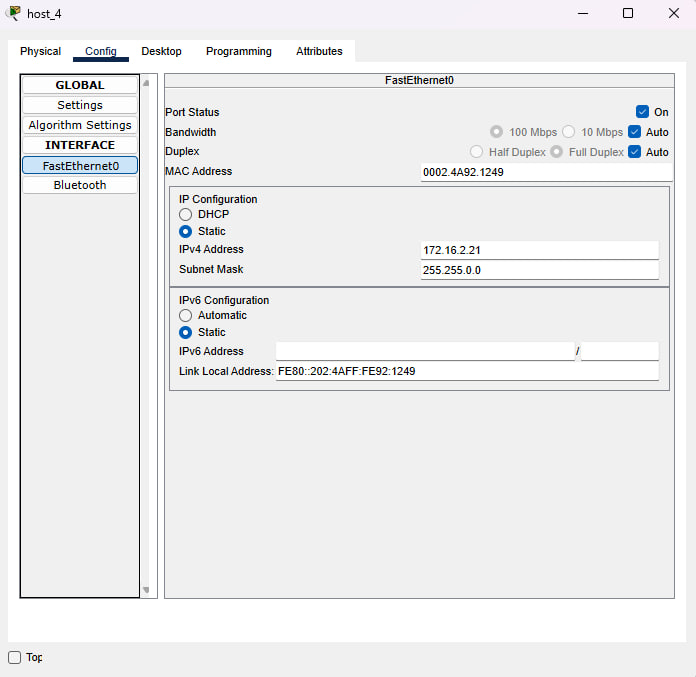 host_4
Physical Config Desktop Programming Attributes
GLOBAL
Settings
Algorithm Settings
INTERFACE
FastEthernet0
Bluetooth
FastEthernet0
Port Status On
Bandwidth 100 Mbps 10 Mbps Auto
Duplex Half Duplex Full Duplex Auto
MAC Address 0002.4A92.1249
IP Configuration
DHCP
Static
IPv4 Address 172.16.2.21
Subnet Mask 255.255.0.0
IPv6 Configuration
Automatic
Static
IPv6 Address /
Link Local Address: FE80::202:4AFF:FE92:1249
Top